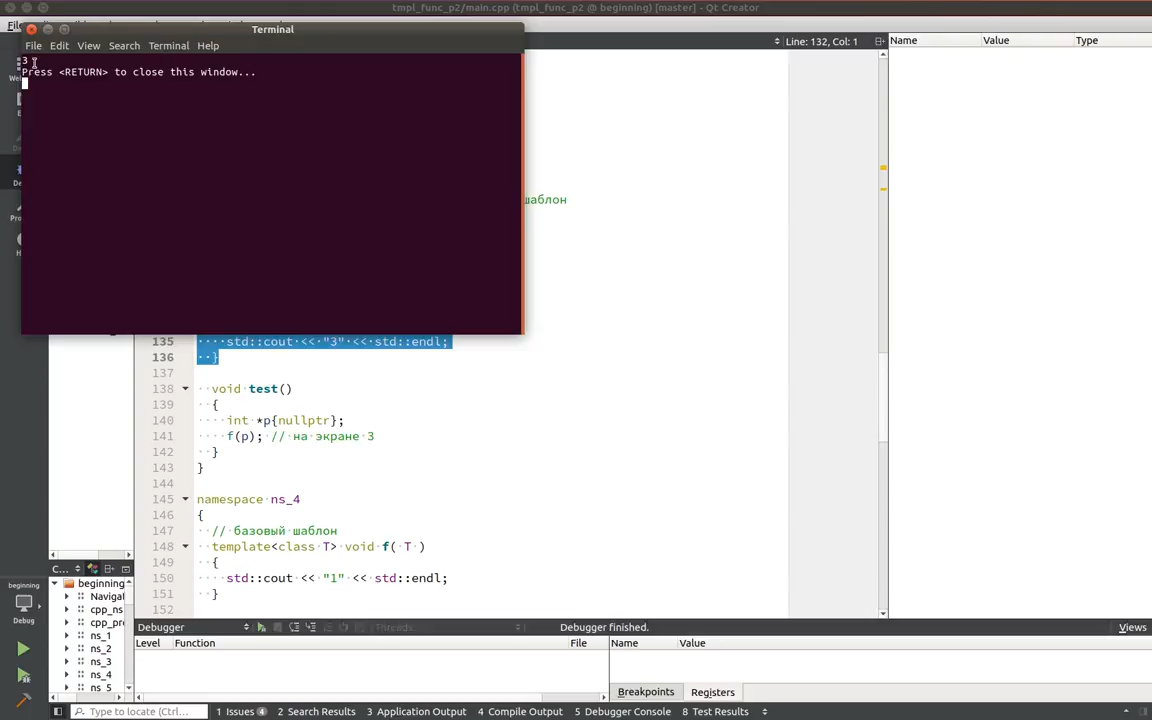 tmpl_func_p2/main.cpp (tmpl_func_p2 @ beginning) [master] - Qt Creator
Terminal
File Edit View Search Terminal Help
Line: 132, Col: 1
Name Value Type
3
Press <RETURN> to close this window...
шаблон
135 ····std::cout·<<·"3"·<<·std::endl;
136 ··}
137
138 ··void·test()
139 ··{
140 ····int·*p{nullptr};
141 ····f(p);·//·на·экране·3
142 ··}
143 }
144
145 namespace·ns_4
146 {
147 ··//·базовый·шаблон
148 ··template<class·T>·void·f(·T·)
149 ··{
150 ····std::cout·<<·"1"·<<·std::endl;
151 ··}
152
C...
beginning
Navigat
cpp_ns
cpp_pr
ns_1
ns_2
ns_3
ns_4
ns_5
beginning
Debug
Debugger
Threads:
Debugger finished.
Views
Level Function File
Name Value
Breakpoints Registers
Type to locate (Ctrl...
1 Issues 4 2 Search Results 3 Application Output 4 Compile Output 5 Debugger Console 8 Test Results